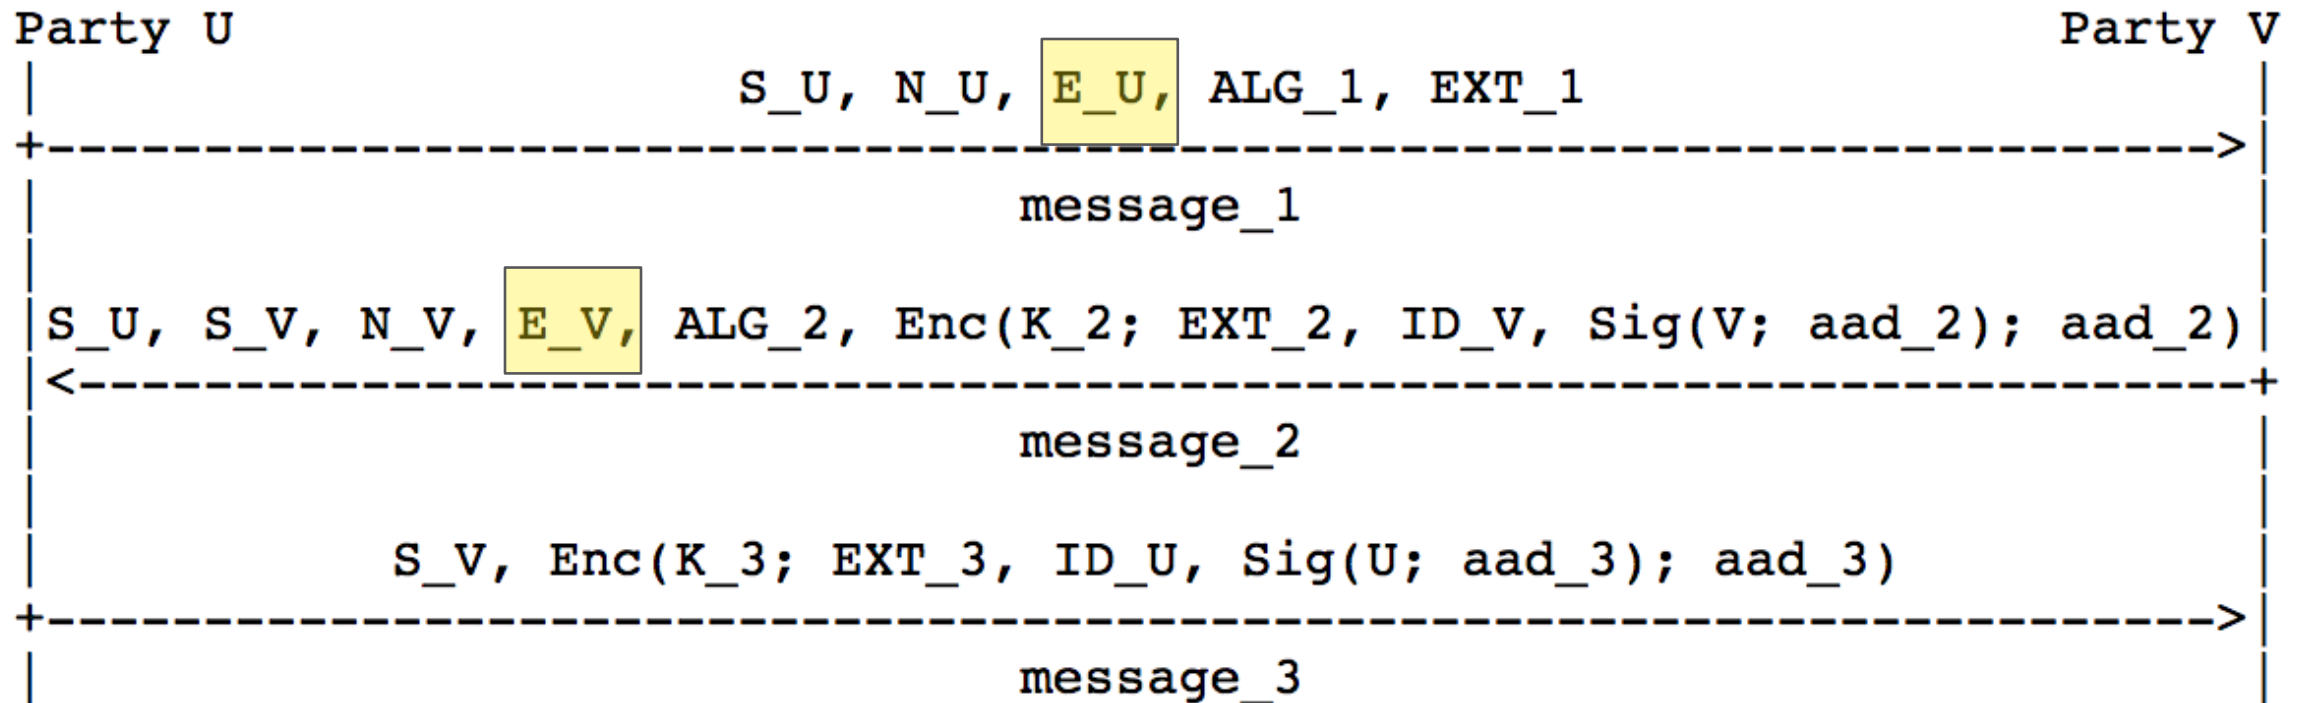 Party U Party V
| S_U, N_U, E_U, ALG_1, EXT_1 |
+---------------------------------------------------------------------->|
| message_1 |
| |
|S_U, S_V, N_V, E_V, ALG_2, Enc(K_2; EXT_2, ID_V, Sig(V; aad_2); aad_2)|
|<----------------------------------------------------------------------+
| message_2 |
| |
| S_V, Enc(K_3; EXT_3, ID_U, Sig(U; aad_3); aad_3) |
+---------------------------------------------------------------------->|
| message_3 |